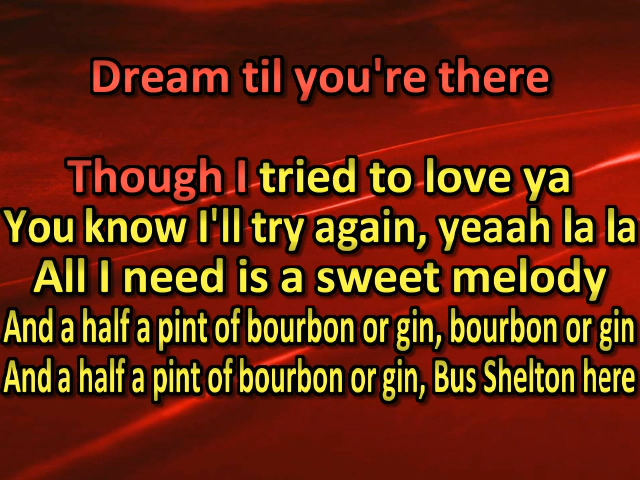 Dream til you're there
Though I tried to love ya
You know I'll try again, yeaah la la
All I need is a sweet melody
And a half a pint of bourbon or gin, bourbon or gin
And a half a pint of bourbon or gin, Bus Shelton here